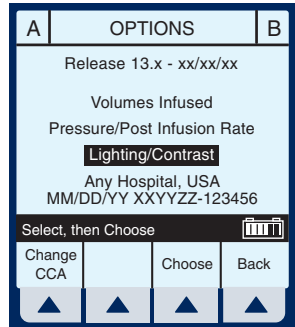 A OPTIONS B
Release 13.x - xx/xx/xx
Volumes Infused
Pressure/Post Infusion Rate
Lighting/Contrast
Any Hospital, USA
MM/DD/YY XXYYZZ-123456
Select, then Choose
Change CCA Choose Back